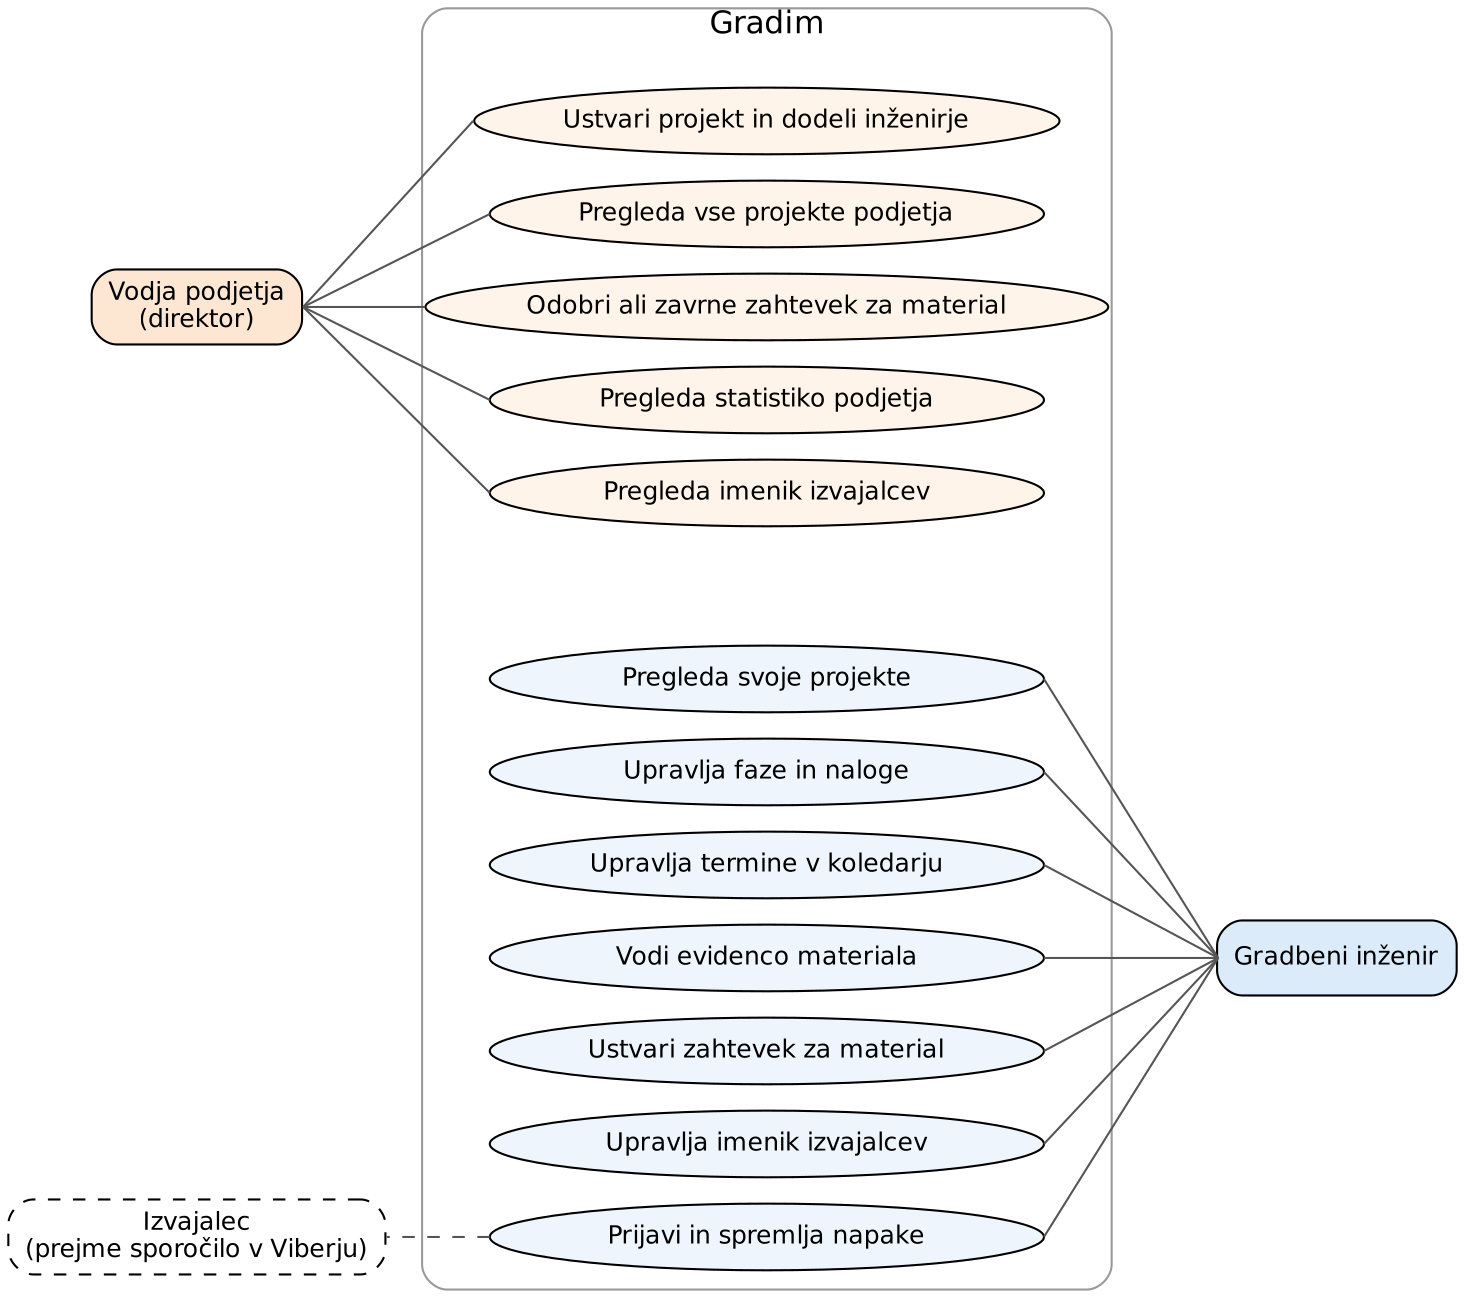 Gradim
Ustvari projekt in dodeli inženirje
Pregleda vse projekte podjetja
Vodja podjetja
(direktor)
Odobri ali zavrne zahtevek za material
Pregleda statistiko podjetja
Pregleda imenik izvajalcev
Pregleda svoje projekte
Upravlja faze in naloge
Upravlja termine v koledarju
Vodi evidenco materiala
Gradbeni inženir
Ustvari zahtevek za material
Upravlja imenik izvajalcev
Izvajalec
(prejme sporočilo v Viberju)
Prijavi in spremlja napake